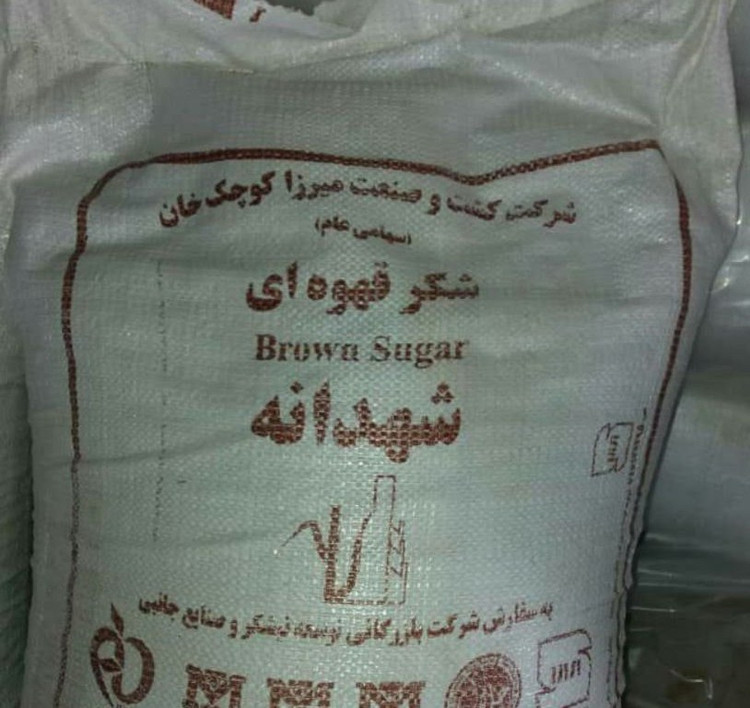 شرکت کشت و صنعت میرزا کوچک خان
(سهامی عام)
شکر قهوه ای
Brown Sugar
شهدانه
به سفارش شرکت بازرگانی توسعه نیشکر و صنایع جانبی